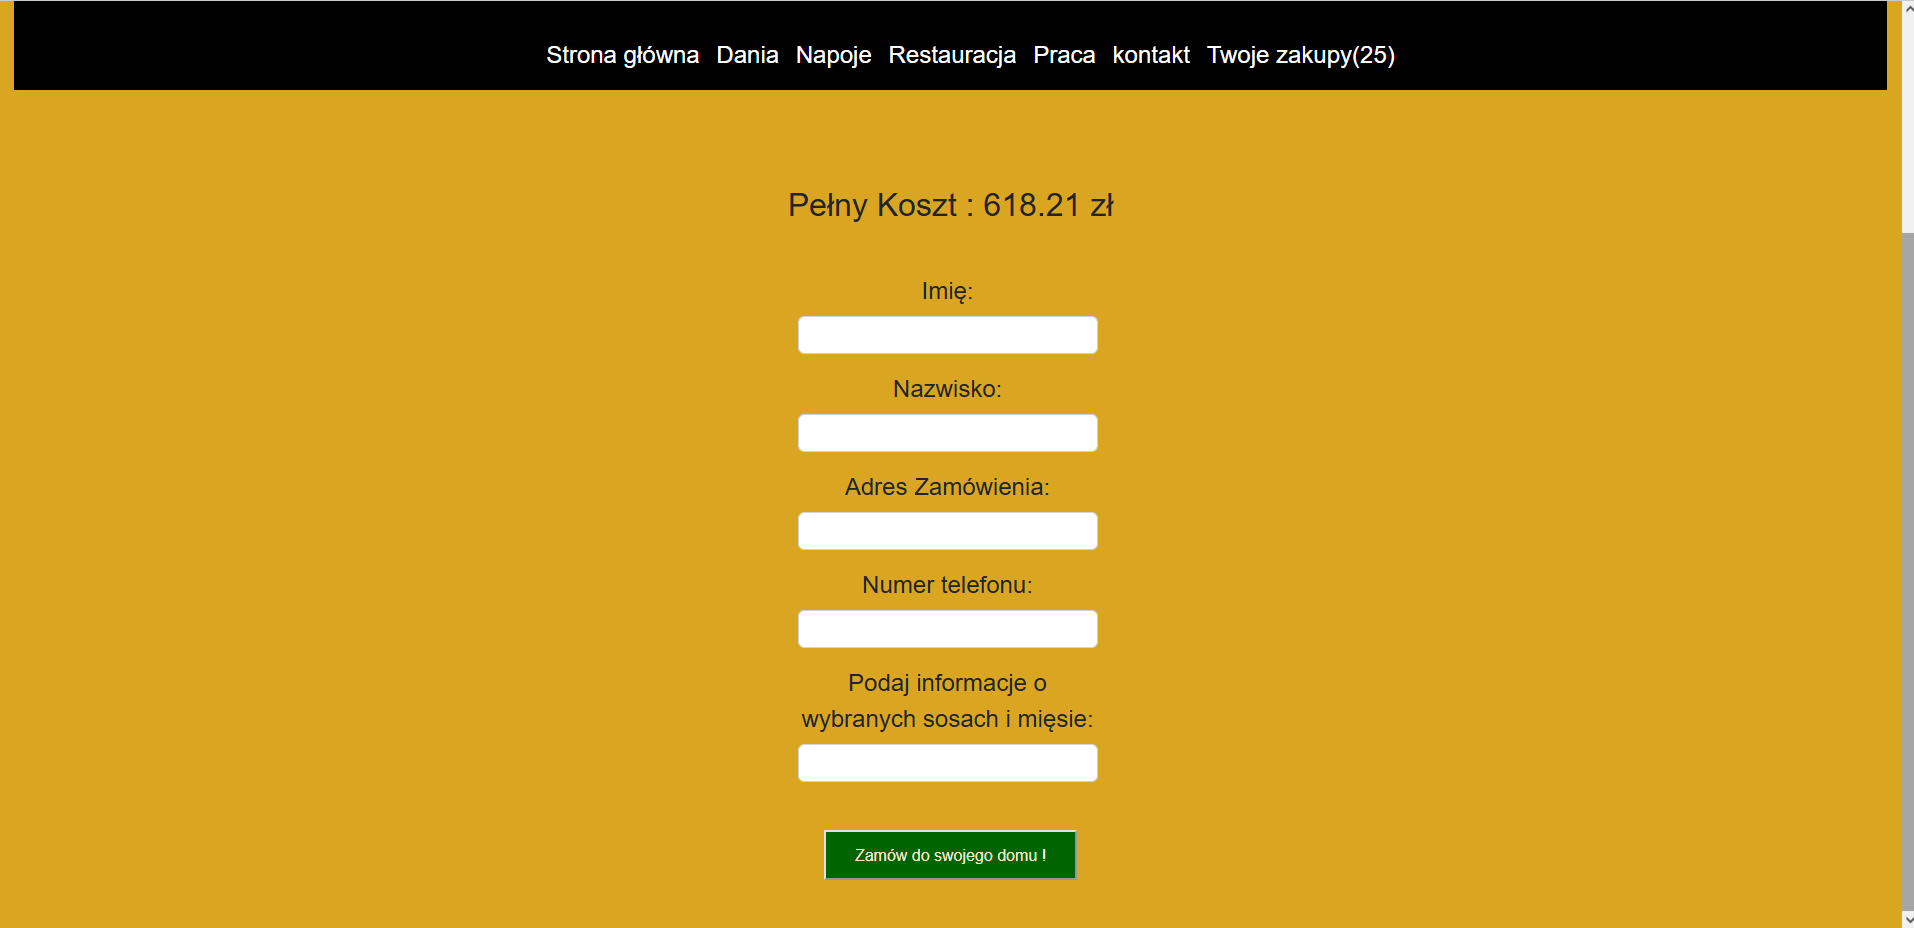 Strona główna Dania Napoje Restauracja Praca kontakt Twoje zakupy(25)
Pełny Koszt : 618.21 zł
Imię:
Nazwisko:
Adres Zamówienia:
Numer telefonu:
Podaj informacje o
wybranych sosach i mięsie:
Zamów do swojego domu !